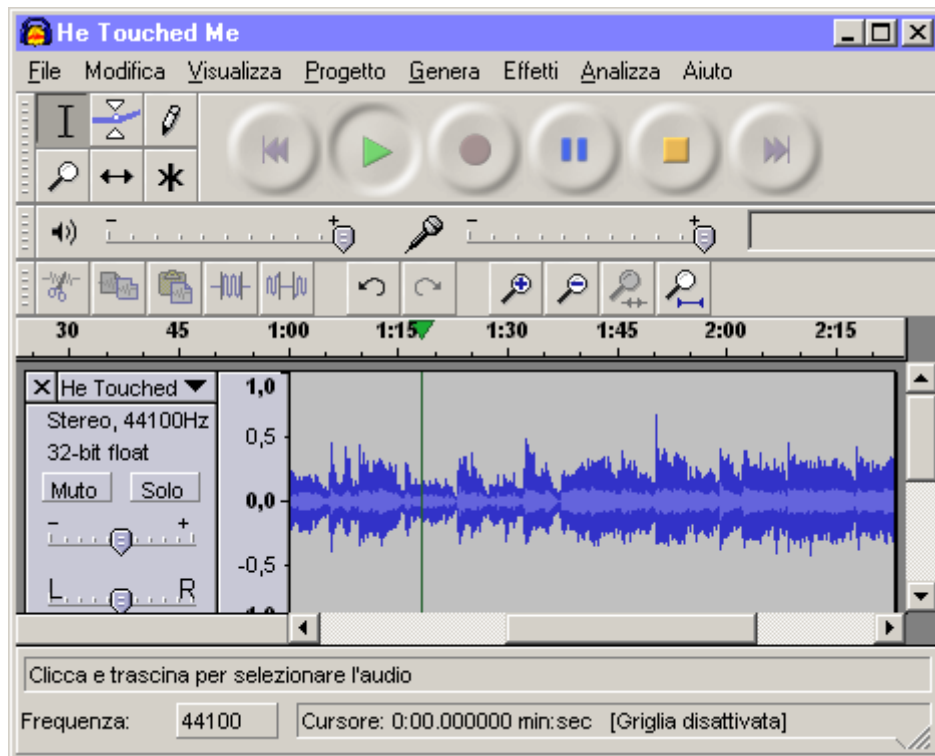 He Touched Me
File Modifica Visualizza Progetto Genera Effetti Analizza Aiuto
- + - +
30 45 1:00 1:15 1:30 1:45 2:00 2:15
X He Touched
Stereo, 44100Hz
32-bit float
Muto Solo
- +
L R
1,0
0,5
0,0
-0,5
Clicca e trascina per selezionare l'audio
Frequenza: 44100 Cursore: 0:00.000000 min:sec [Griglia disattivata]